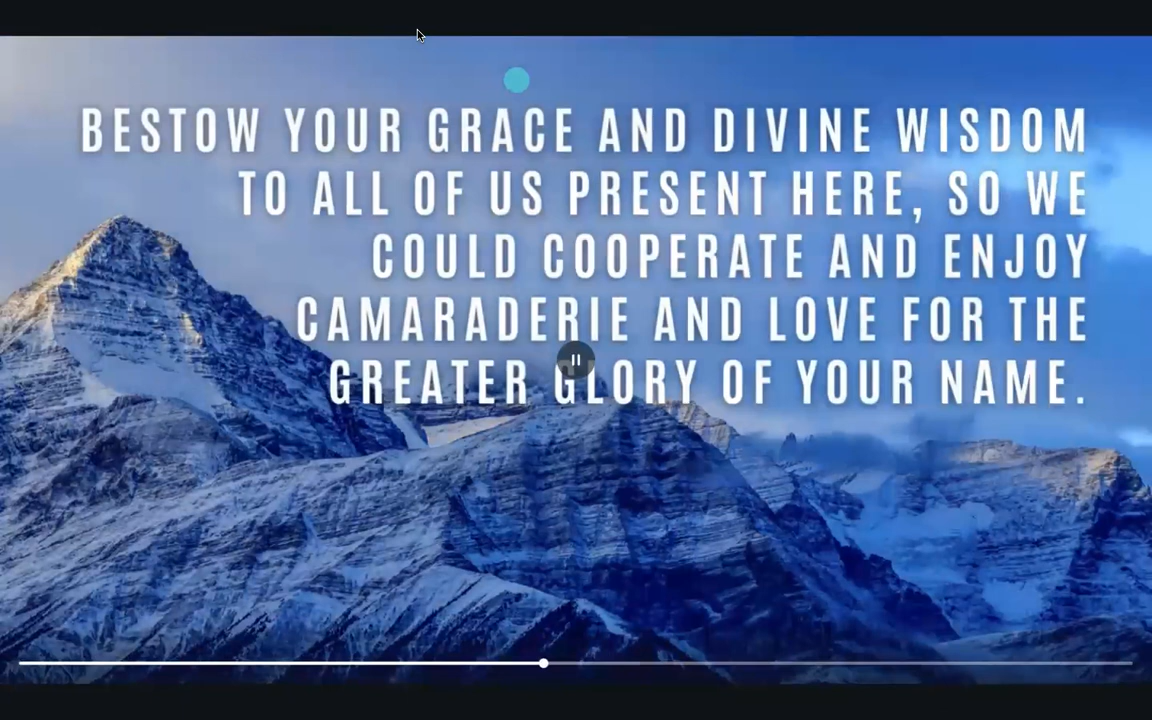 BESTOW YOUR GRACE AND DIVINE WISDOM
TO ALL OF US PRESENT HERE, SO WE
COULD COOPERATE AND ENJOY
CAMARADERIE AND LOVE FOR THE
GREATER GLORY OF YOUR NAME.